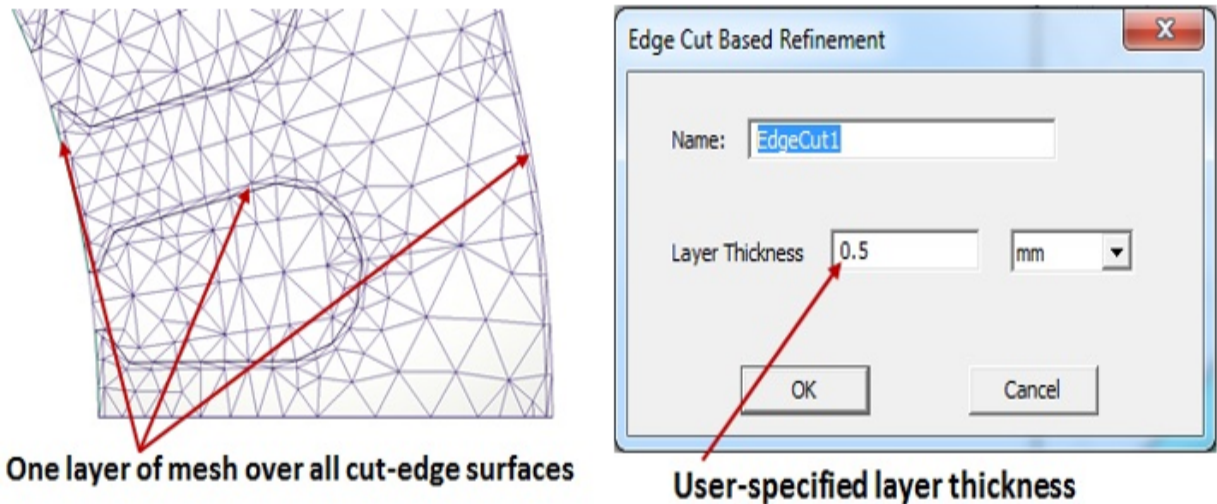 Edge Cut Based Refinement
Name: EdgeCut1
Layer Thickness 0.5 mm
OK Cancel
One layer of mesh over all cut-edge surfaces
User-specified layer thickness